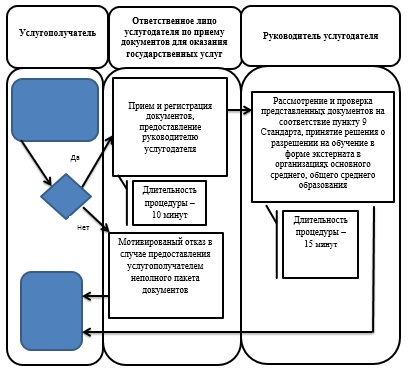 Услугополучатель
Ответственное лицо
услугодателя по приему
документов для оказания
государственных услуг
Руководитель услугодателя
Прием и регистрация
документов,
предоставление
руководителю
услугодателя
Рассмотрение и проверка
представленных документов на
соответствие пункту 9
Стандарта, принятие решения о
разрешении на обучение в
форме экстерната в
организациях основного
среднего, общего среднего
образования
Да
Длительность
процедуры –
10 минут
Нет
Мотивированый отказ в
случае предоставления
услугополучателем
неполного пакета
документов
Длительность
процедуры –
15 минут